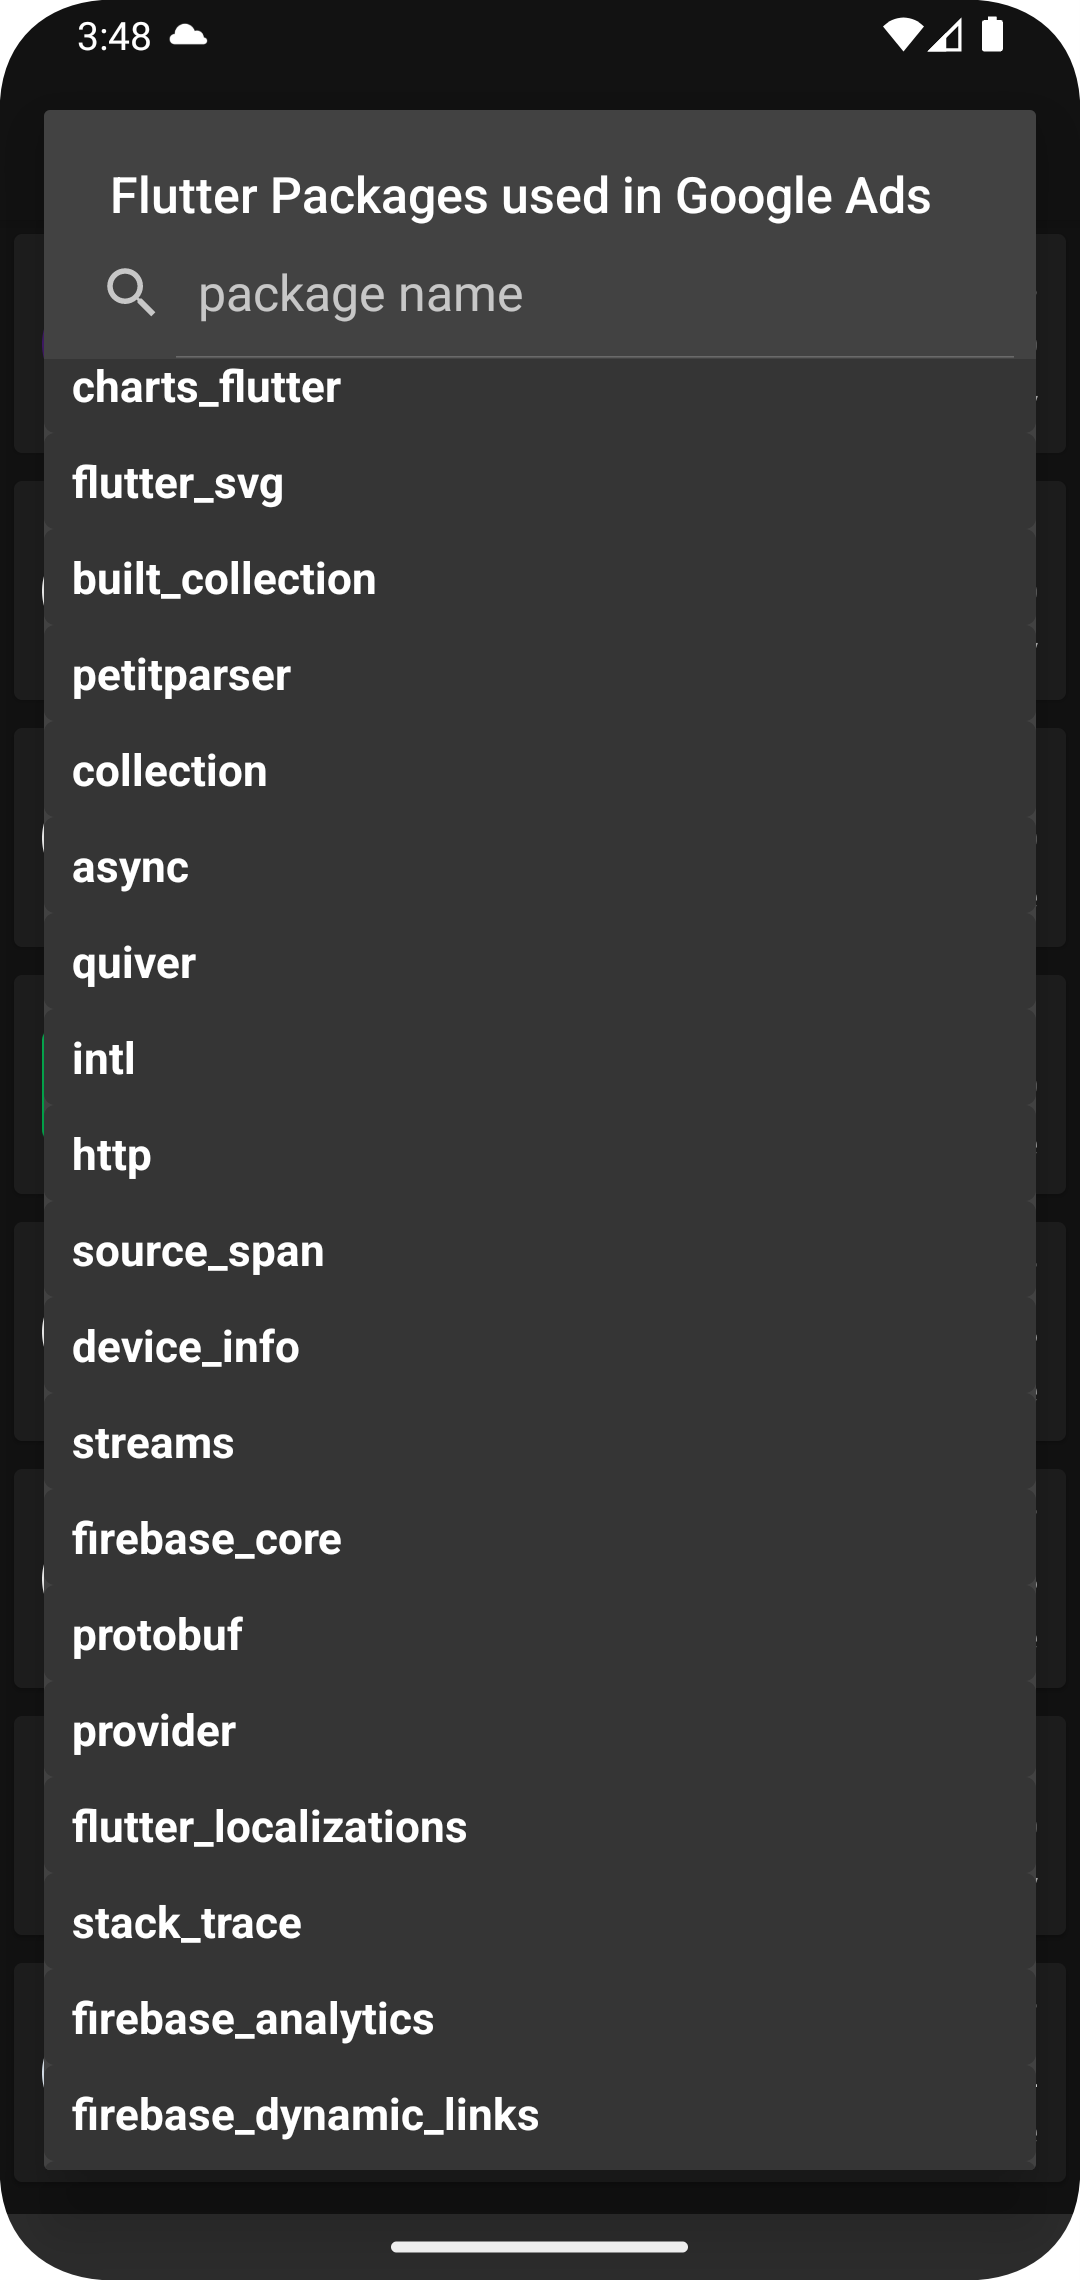 3:48
Flutter Packages used in Google Ads
package name
charts_flutter
flutter_svg
built_collection
petitparser
collection
async
quiver
intl
http
source_span
device_info
streams
firebase_core
protobuf
provider
flutter_localizations
stack_trace
firebase_analytics
firebase_dynamic_links